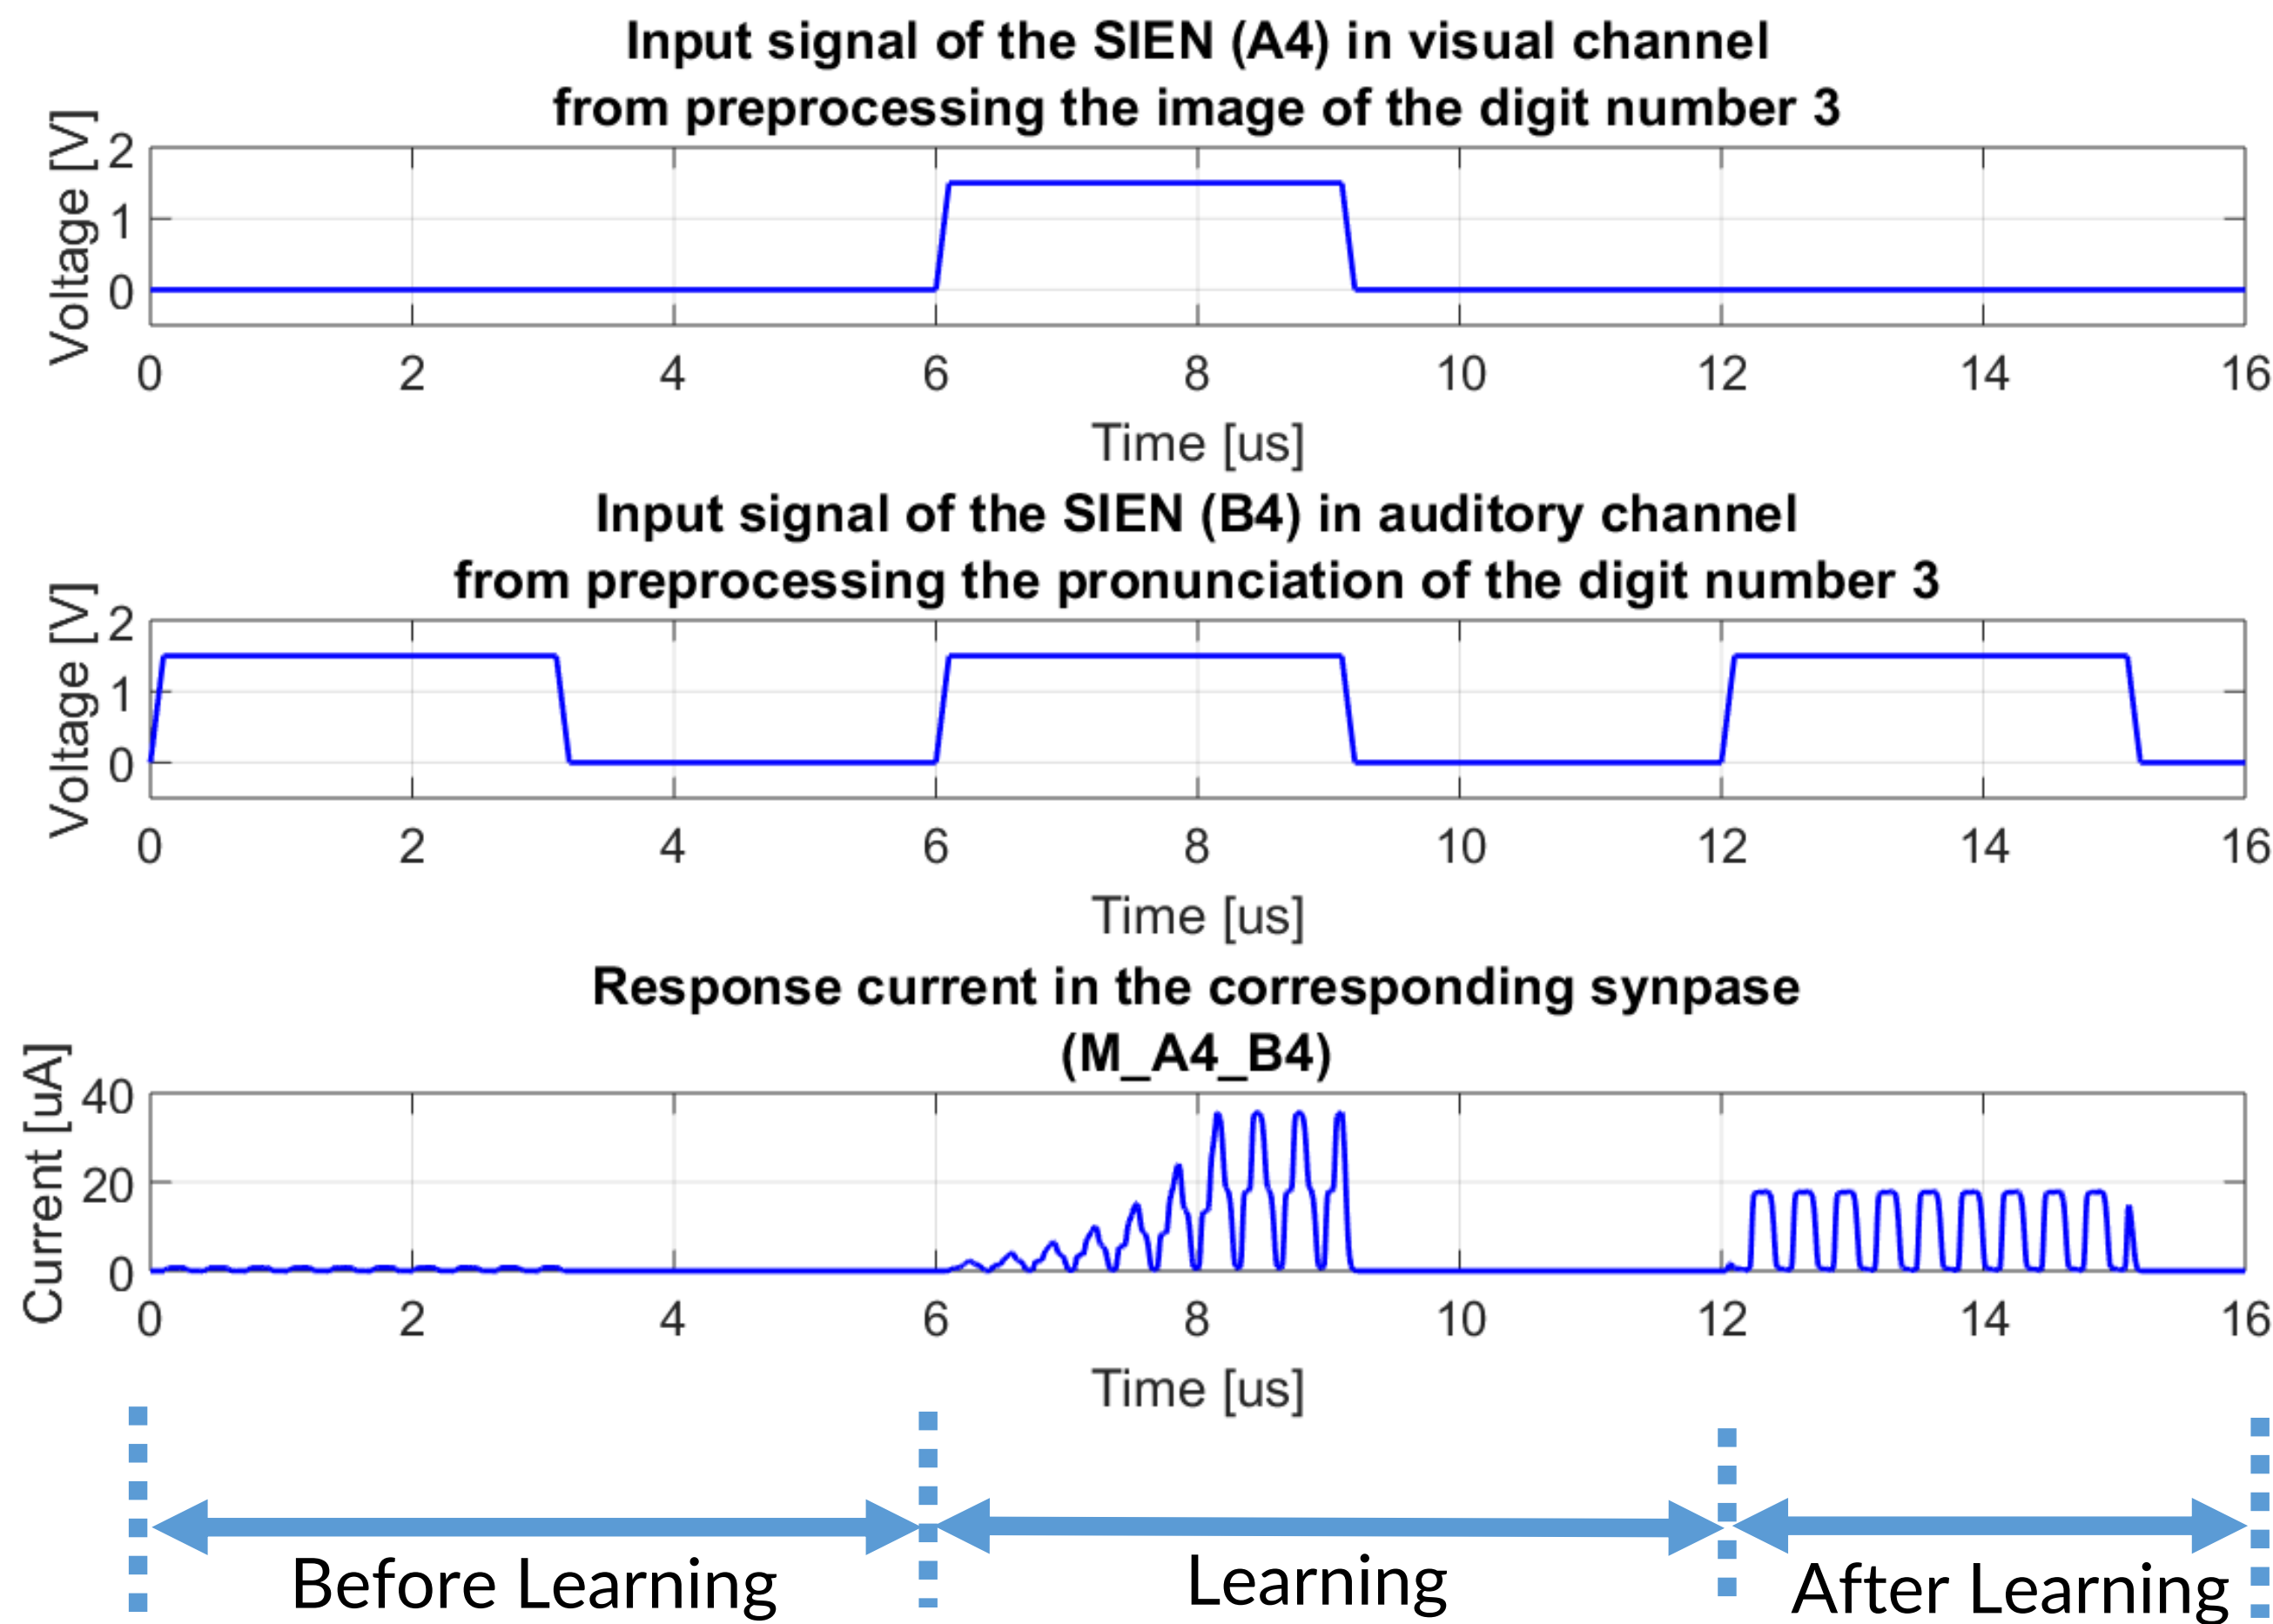 Input signal of the SIEN (A4) in visual channel
from preprocessing the image of the digit number 3
Voltage [V]
2
1
0
0 2 4 6 8 10 12 14 16
Time [us]
Input signal of the SIEN (B4) in auditory channel
from preprocessing the pronunciation of the digit number 3
Voltage [V]
2
1
0
0 2 4 6 8 10 12 14 16
Time [us]
Response current in the corresponding synpase
(M_A4_B4)
Current [uA]
40
20
0
0 2 4 6 8 10 12 14 16
Time [us]
Before Learning Learning After Learning